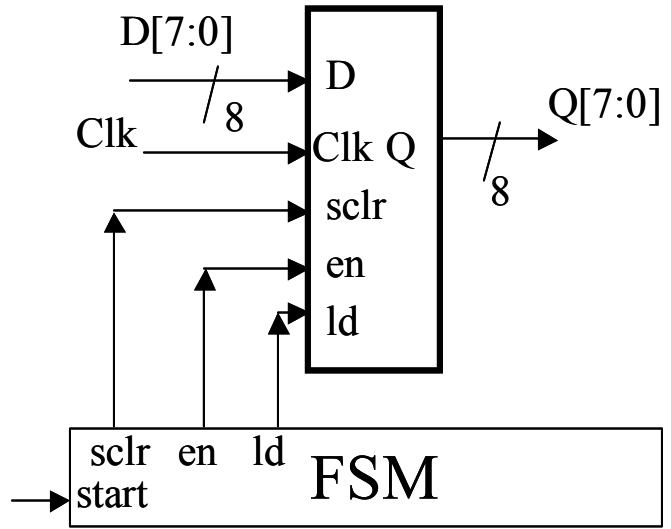 D[7:0]
8
D
Clk
Clk Q
Q[7:0]
8
sclr
en
ld
sclr en ld
start
FSM